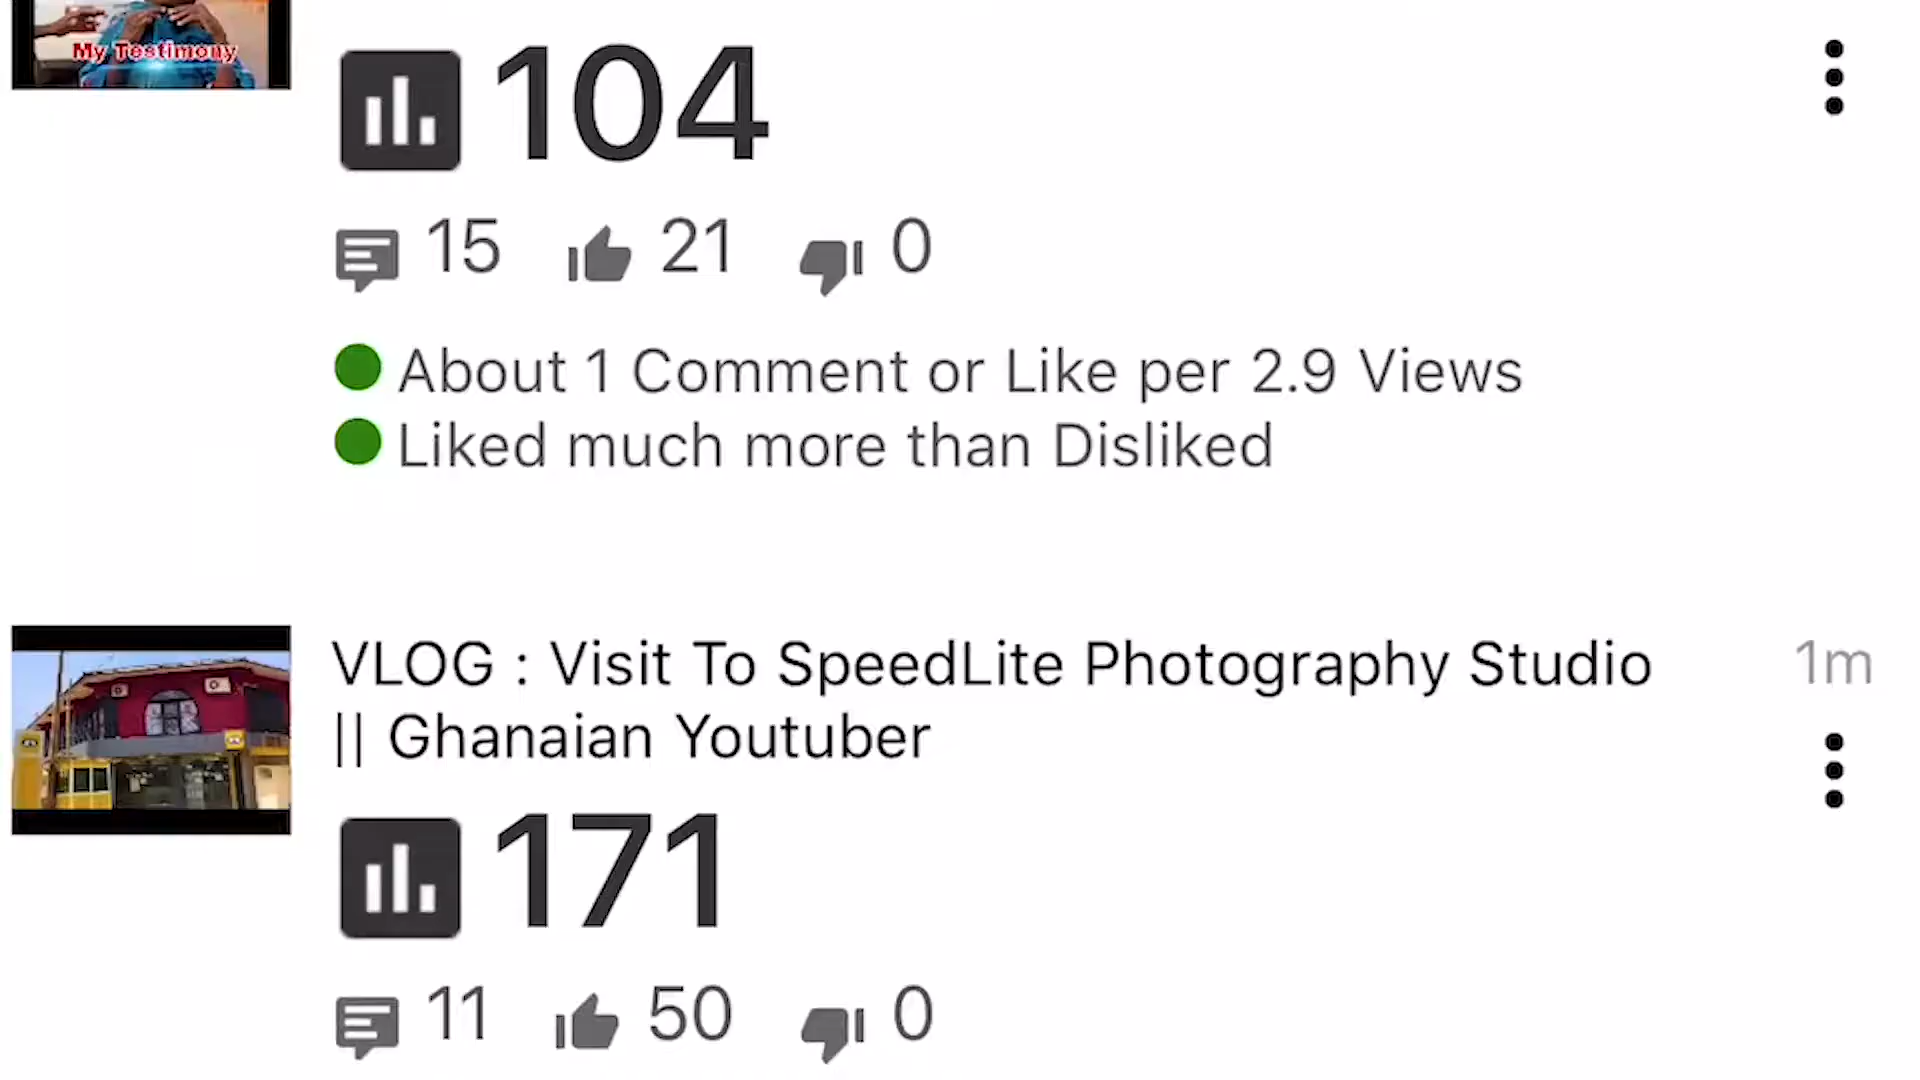 My Testimony
104
15 21 0
About 1 Comment or Like per 2.9 Views
Liked much more than Disliked
VLOG : Visit To SpeedLite Photography Studio
1m
|| Ghanaian Youtuber
171
11 50 0